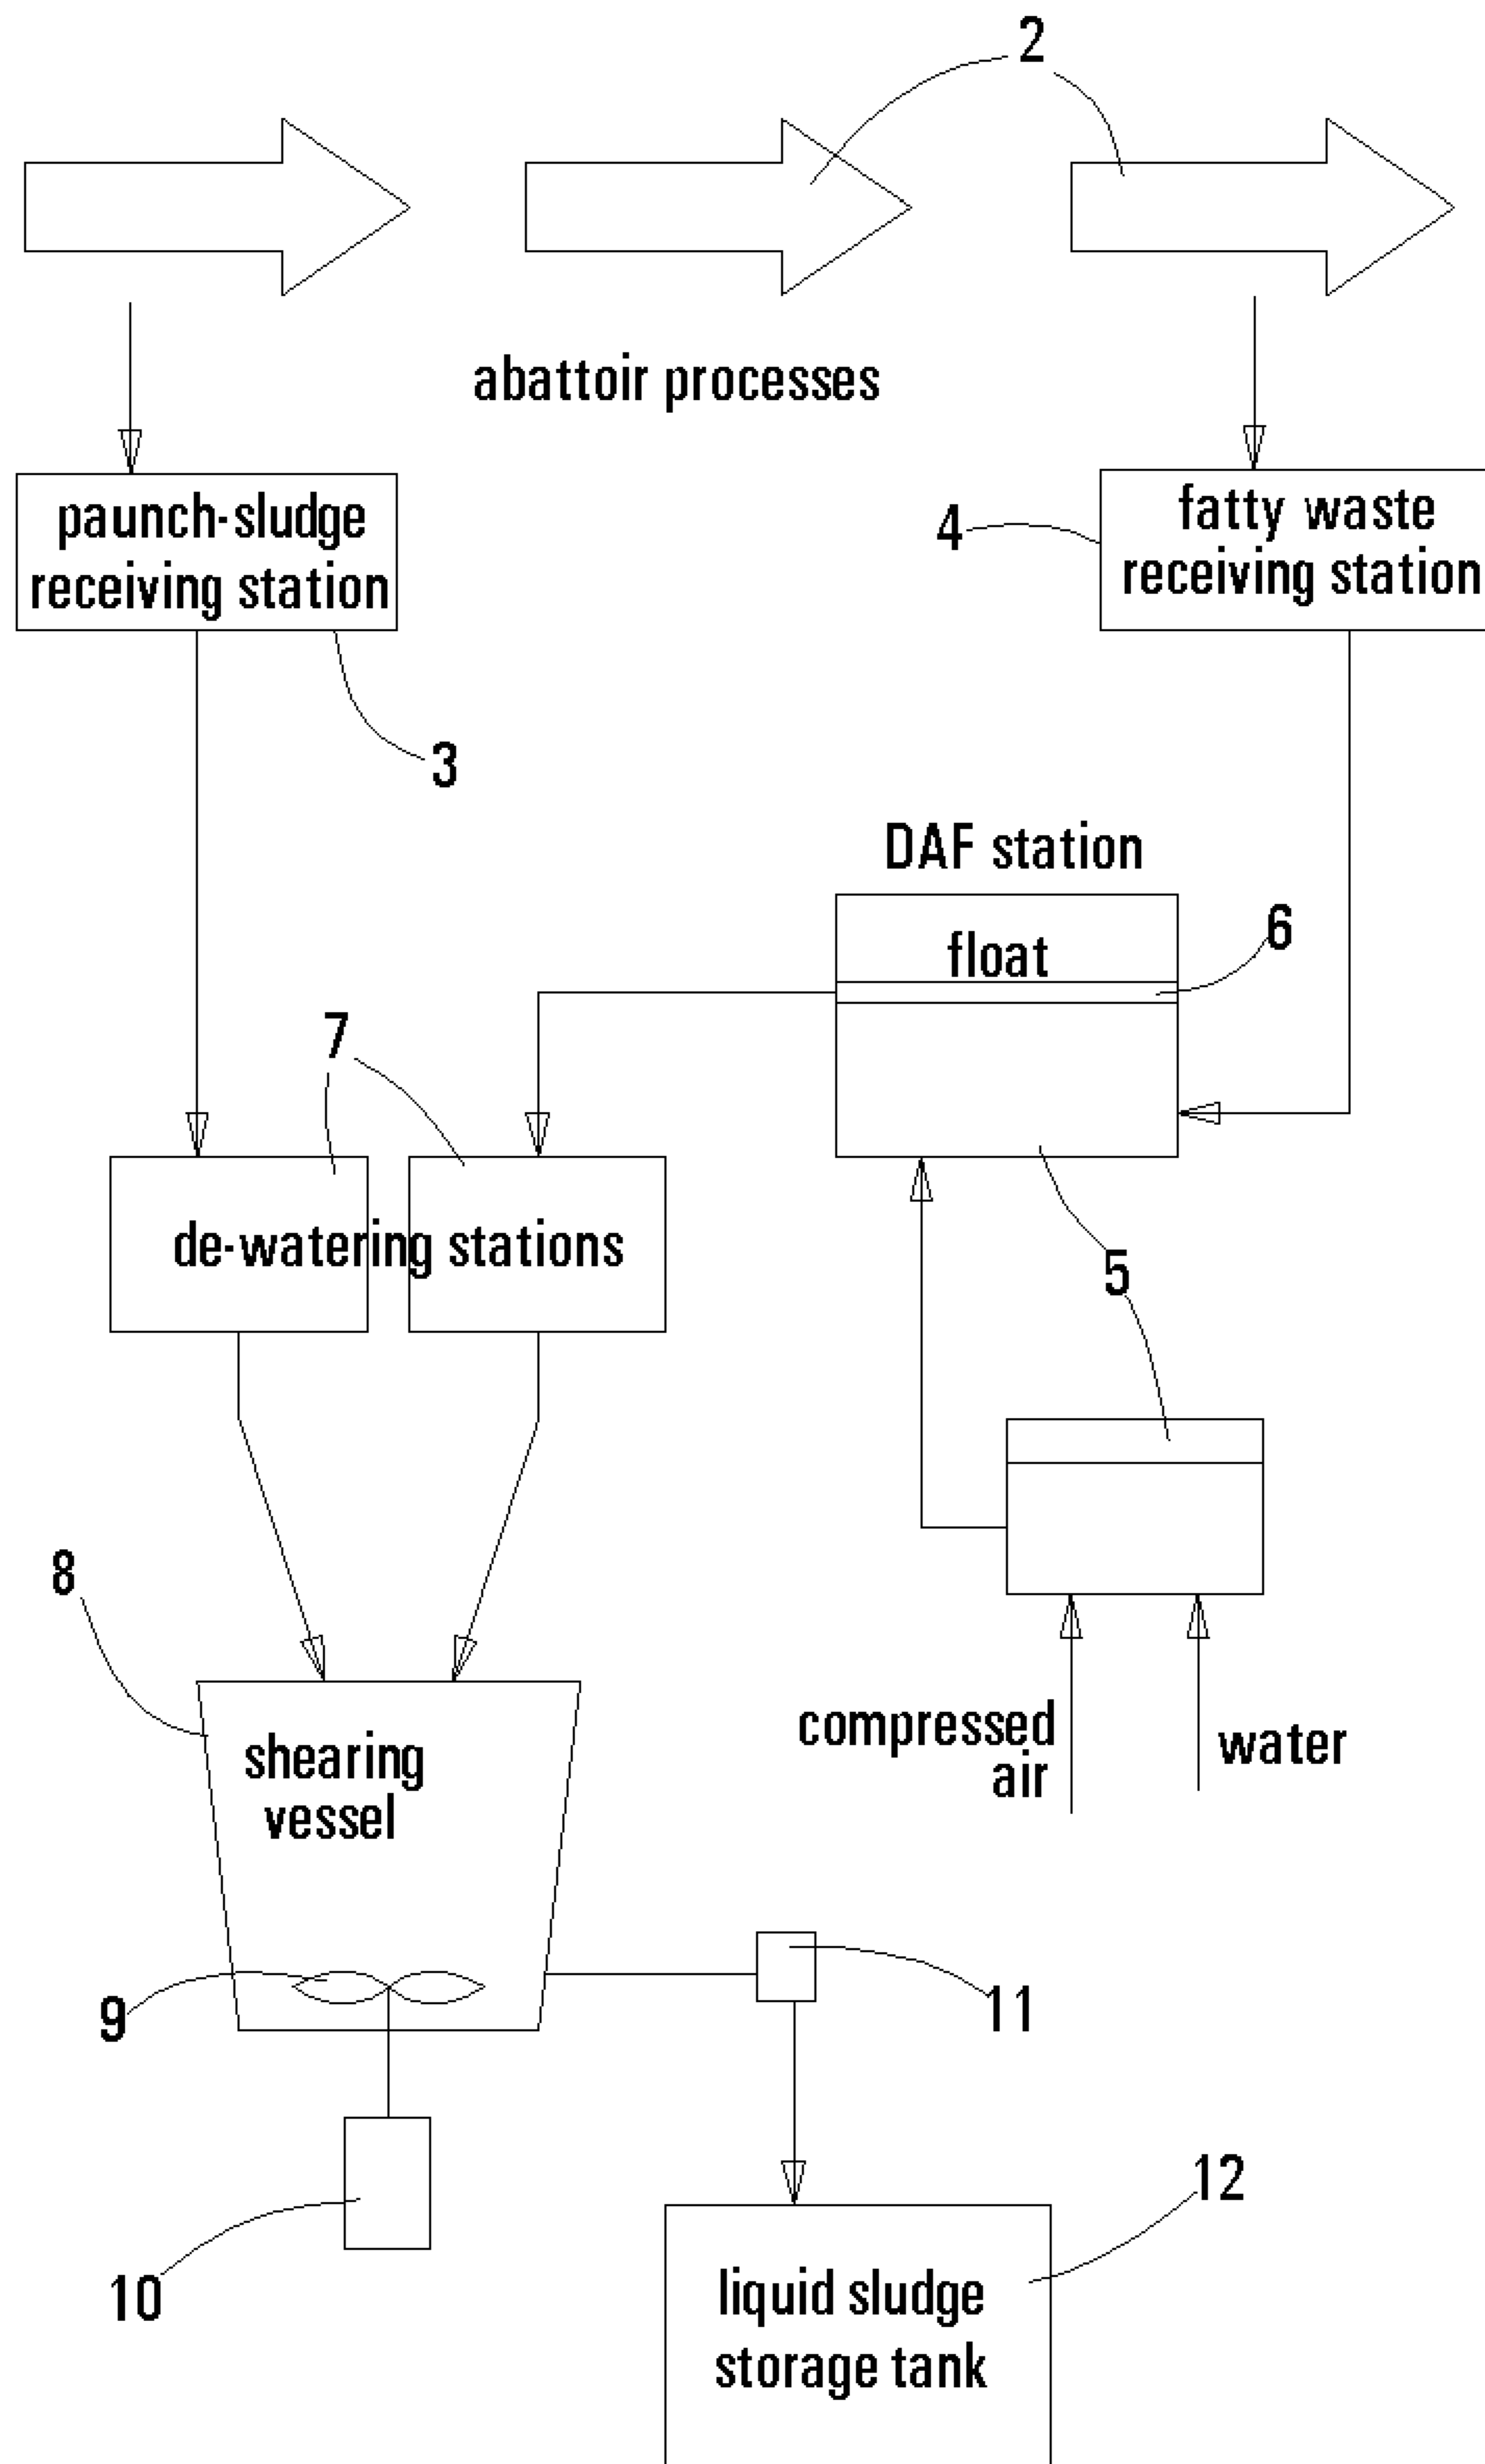 2
abattoir processes
paunch-sludge
receiving station
4
fatty waste
receiving station
3
DAF station
float
6
7
de-watering stations
5
8
shearing
vessel
compressed
air
water
9
11
10
12
liquid sludge
storage tank